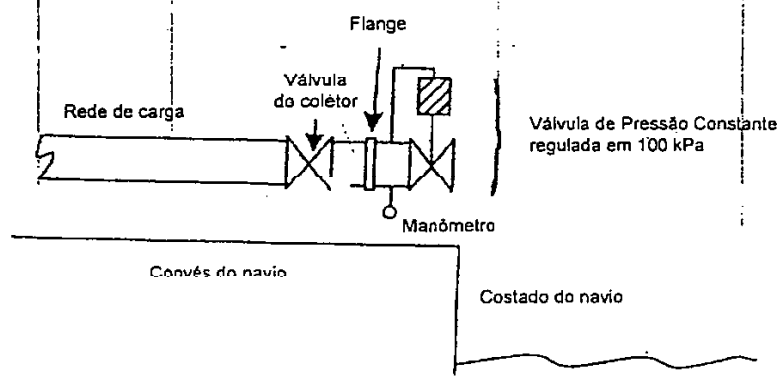 Flange
Válvula
do coletor
Rede de carga
Válvula de Pressão Constante
regulada em 100 kPa
Manômetro
Convés do navio
Costado do navio